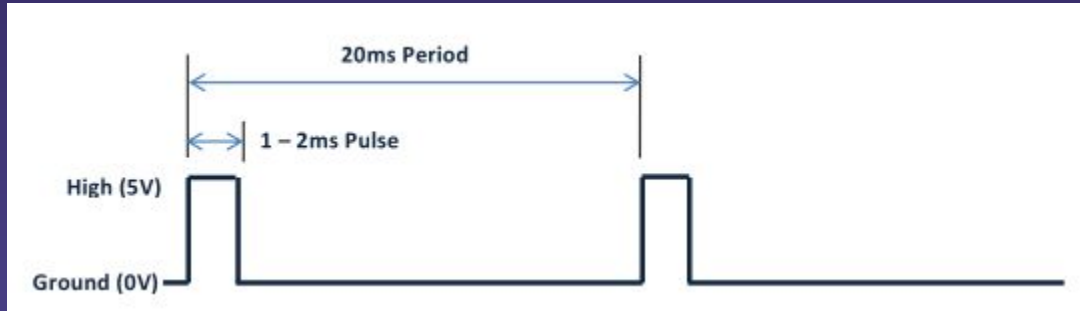 20ms Period
1 – 2ms Pulse
High (5V)
Ground (0V)